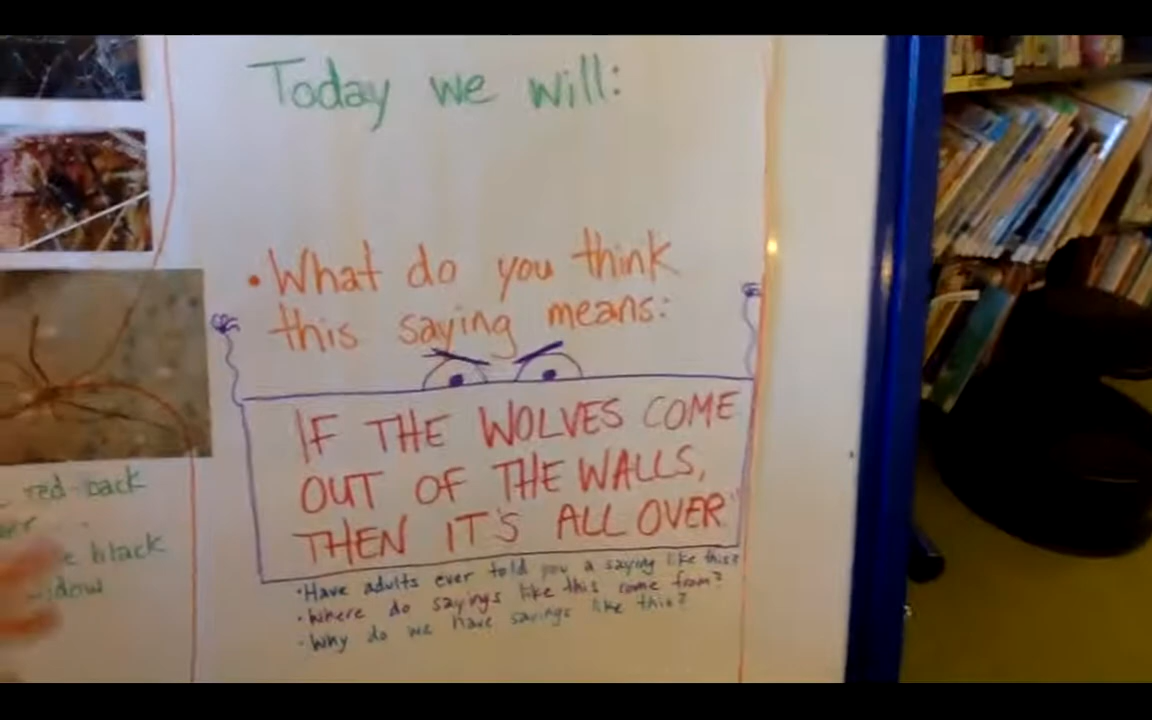 Today we will:
• What do you think
this saying means:
IF THE WOLVES COME
OUT OF THE WALLS,
THEN IT'S ALL OVER"
• Have adults ever told you a saying like this?
• Where do sayings like this come from?
• Why do we have sayings like this?
red-back
black